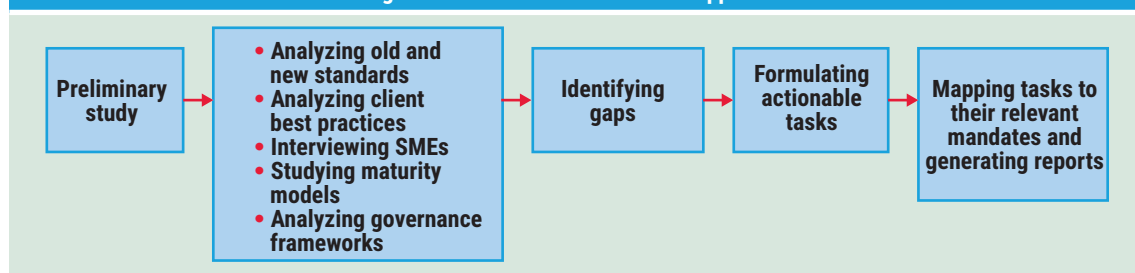 Preliminary
study
• Analyzing old and
new standards
• Analyzing client
best practices
• Interviewing SMEs
• Studying maturity
models
• Analyzing governance
frameworks
Identifying
gaps
Formulating
actionable
tasks
Mapping tasks to
their relevant
mandates and
generating reports